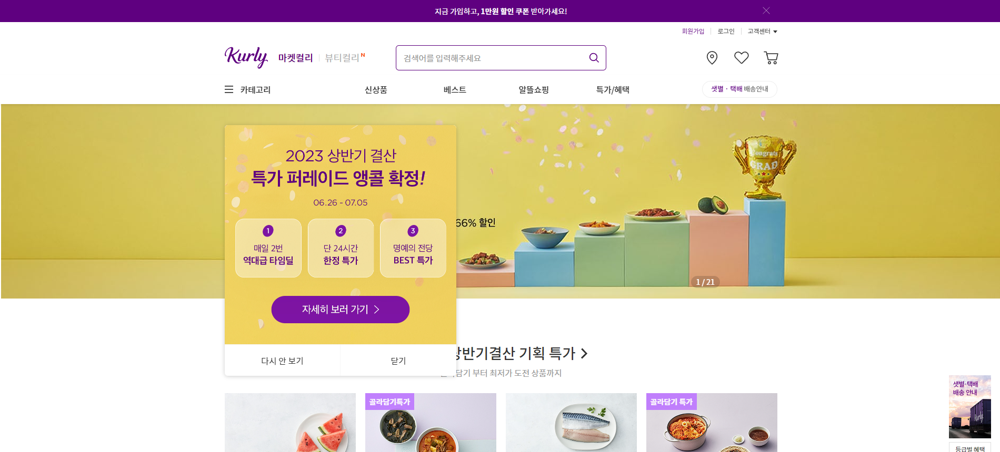 지금 가입하고, 1만원 할인 쿠폰 받아가세요!
회원가입
로그인
고객센터
Kurly
마켓컬리
뷰티컬리 N
검색어를 입력해주세요
카테고리
신상품
베스트
알뜰쇼핑
특가/혜택
샛별 · 택배 배송안내
2023 상반기 결산
특가 퍼레이드 앵콜 확정!
06.26 - 07.05
1
매일 2번
역대급 타임딜
2
단 24시간
한정 특가
3
명예의 전당
BEST 특가
자세히 보러 가기
다시 안 보기
닫기
66% 할인
Congrats
GRAD
1 / 21
상반기결산 기획 특가
부터 최저가 도전 상품까지
골라담기특가
골라담기 특가
샛별·택배
배송 안내
Kurly
등급별 혜택